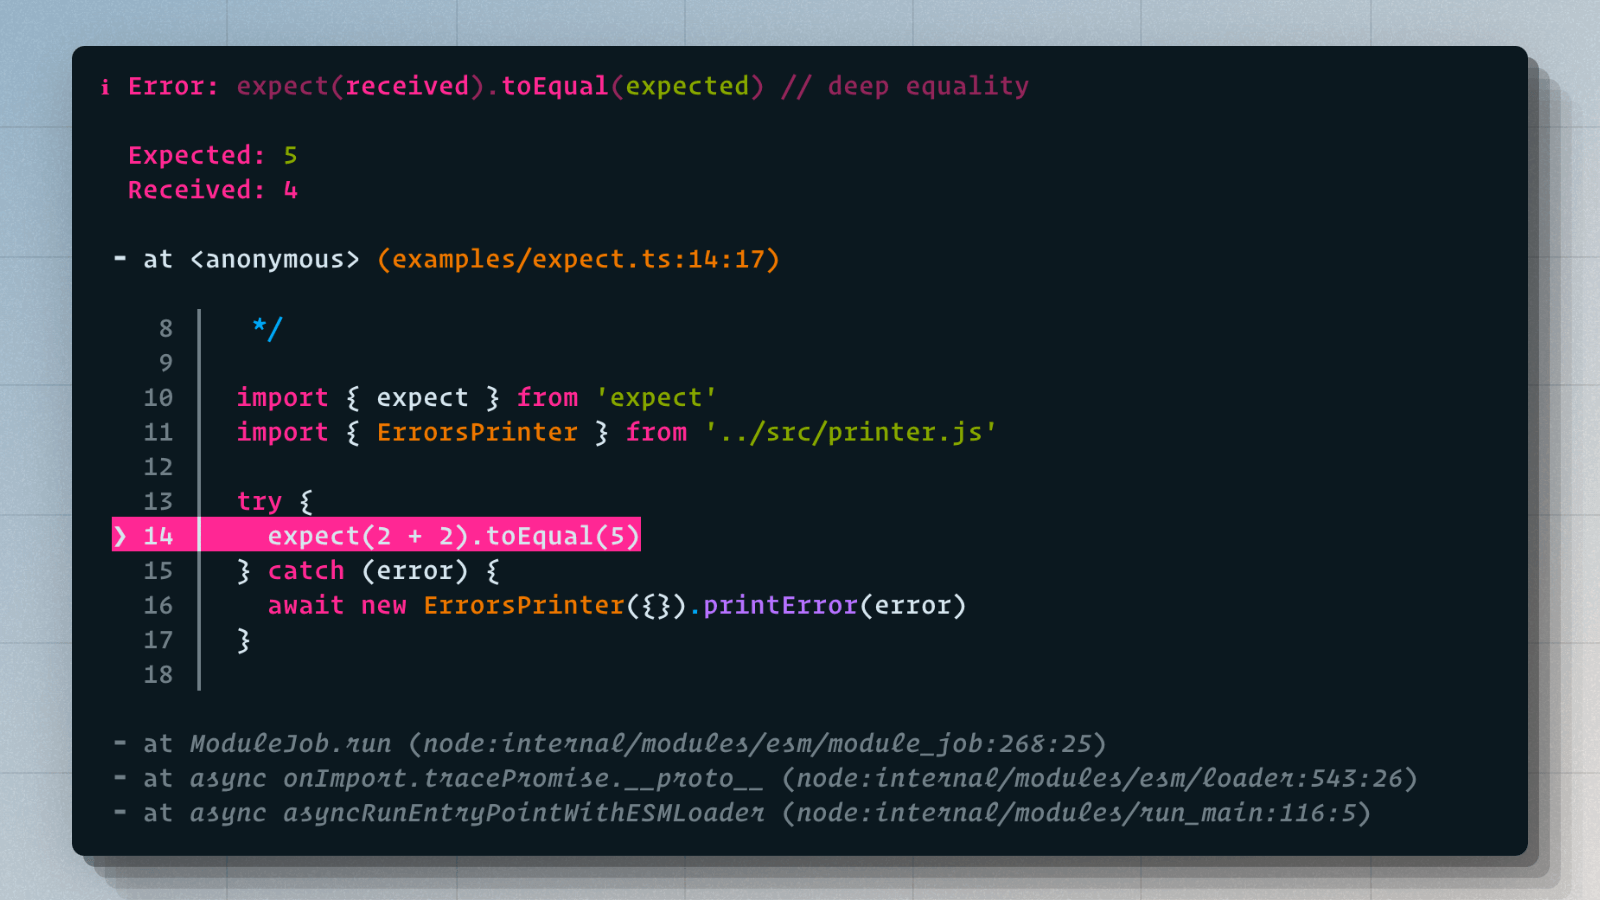 i Error: expect(received).toEqual(expected) // deep equality
Expected: 5
Received: 4
- at <anonymous> (examples/expect.ts:14:17)
8 */
9
10 import { expect } from 'expect'
11 import { ErrorsPrinter } from '../src/printer.js'
12
13 try {
❯ 14 expect(2 + 2).toEqual(5)
15 } catch (error) {
16 await new ErrorsPrinter({}).printError(error)
17 }
18
- at ModuleJob.run (node:internal/modules/esm/module_job:268:25)
- at async onImport.tracePromise.__proto__ (node:internal/modules/esm/loader:543:26)
- at async asyncRunEntryPointWithESMLoader (node:internal/modules/run_main:116:5)